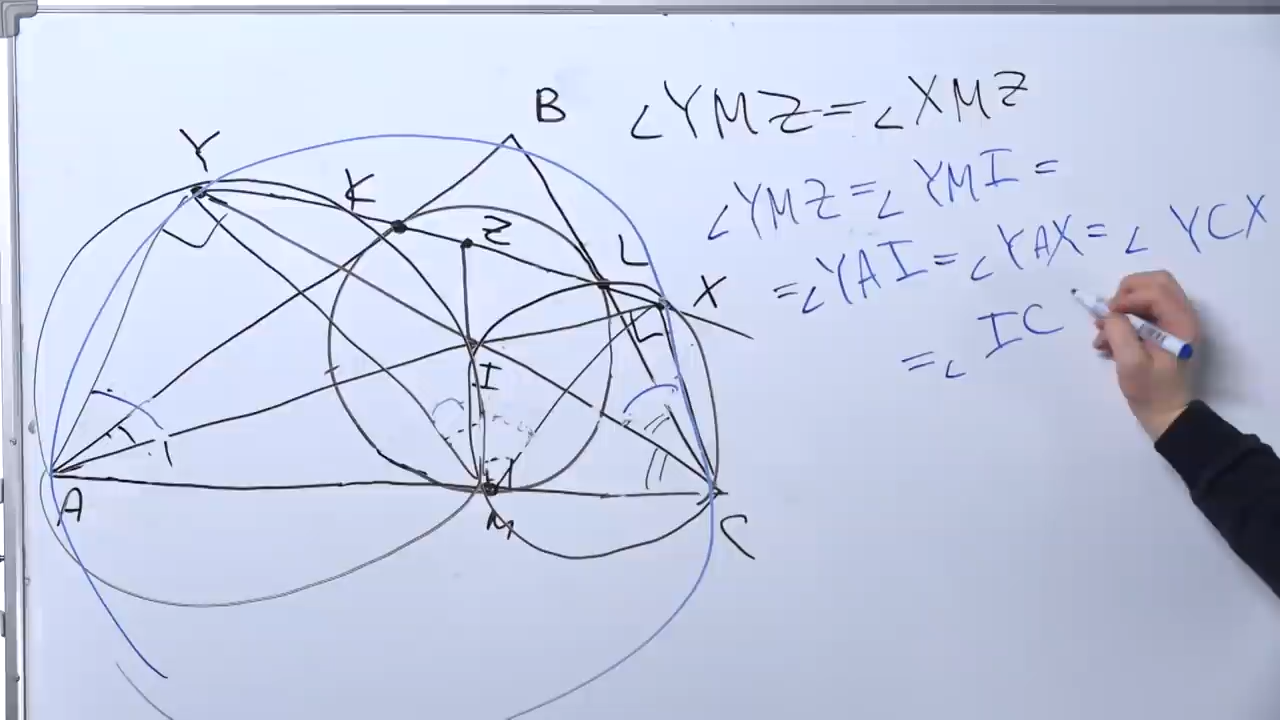 B
∠YMZ=∠XMZ
Y
K
∠YMZ=∠YMI=
Z
=∠YAI=∠YAX=∠YCX
L
X
=∠IC
I
A
M
C